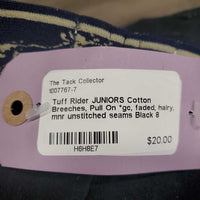 The Tack Collector
t007767-7
Tuff Rider JUNIORS Cotton
Breeches, Pull On *gc, faded, hairy,
mnr unstitched seams Black 8
$20.00
H6H8E7